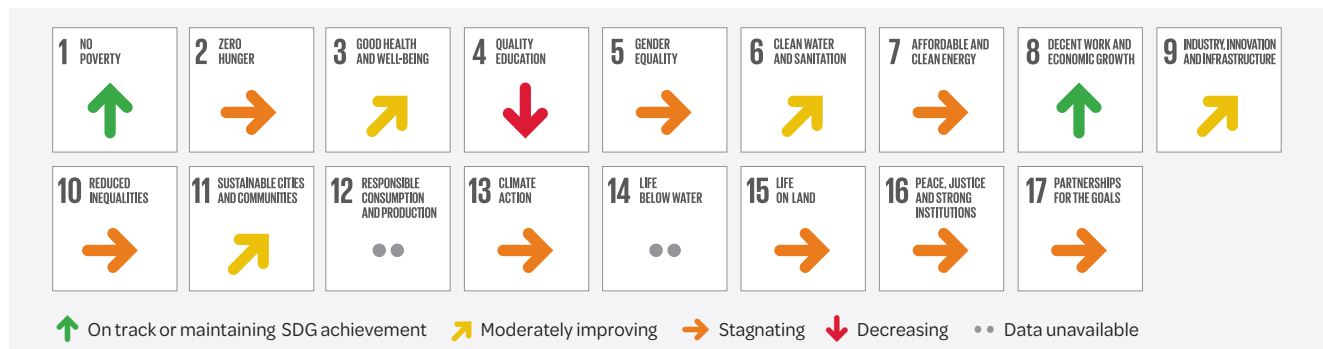 1 NO
POVERTY
2 ZERO
HUNGER
3 GOOD HEALTH
AND WELL-BEING
4 QUALITY
EDUCATION
5 GENDER
EQUALITY
6 CLEAN WATER
AND SANITATION
7 AFFORDABLE AND
CLEAN ENERGY
8 DECENT WORK AND
ECONOMIC GROWTH
9 INDUSTRY, INNOVATION
AND INFRASTRUCTURE
10 REDUCED
INEQUALITIES
11 SUSTAINABLE CITIES
AND COMMUNITIES
12 RESPONSIBLE
CONSUMPTION
AND PRODUCTION
13 CLIMATE
ACTION
14 LIFE
BELOW WATER
15 LIFE
ON LAND
16 PEACE, JUSTICE
AND STRONG
INSTITUTIONS
17 PARTNERSHIPS
FOR THE GOALS
On track or maintaining SDG achievement
Moderately improving
Stagnating
Decreasing
Data unavailable